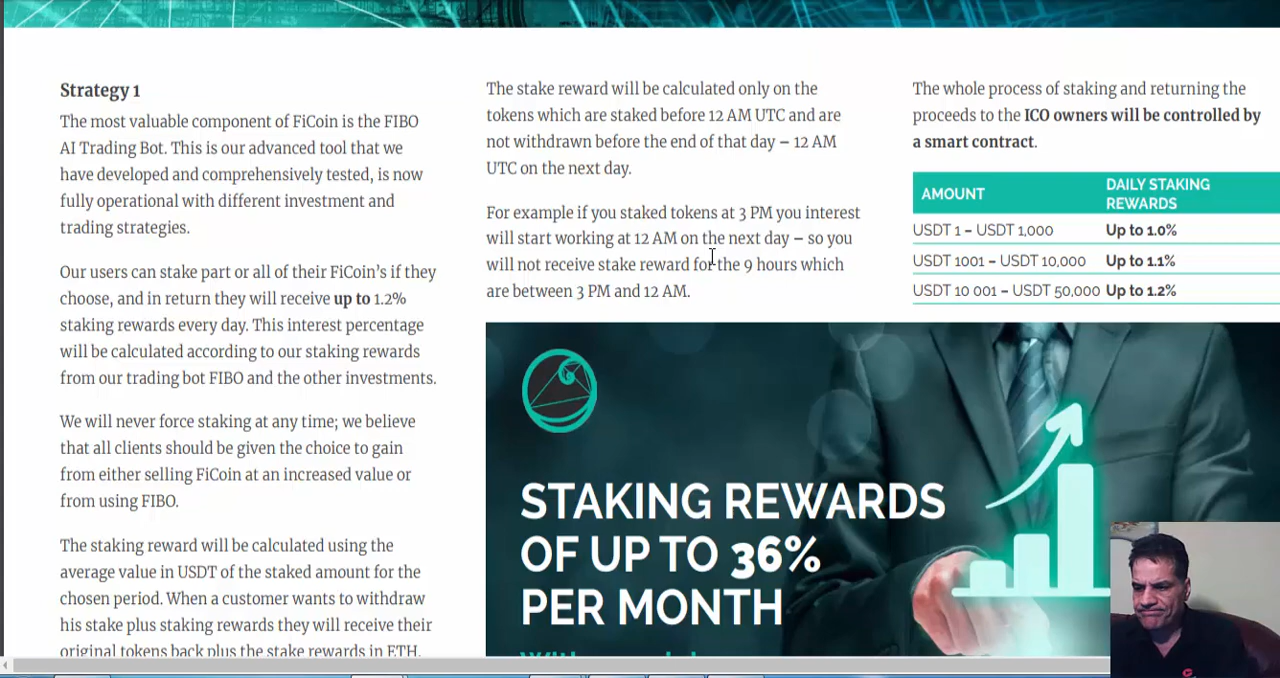 Strategy 1
The most valuable component of FiCoin is the FIBO
AI Trading Bot. This is our advanced tool that we
have developed and comprehensively tested, is now
fully operational with different investment and
trading strategies.
Our users can stake part or all of their FiCoin's if they
choose, and in return they will receive up to 1.2%
staking rewards every day. This interest percentage
will be calculated according to our staking rewards
from our trading bot FIBO and the other investments.
We will never force staking at any time; we believe
that all clients should be given the choice to gain
from either selling FiCoin at an increased value or
from using FIBO.
The staking reward will be calculated using the
average value in USDT of the staked amount for the
chosen period. When a customer wants to withdraw
his stake plus staking rewards they will receive their
original tokens back plus the stake rewards in ETH.
The stake reward will be calculated only on the
tokens which are staked before 12 AM UTC and are
not withdrawn before the end of that day – 12 AM
UTC on the next day.
For example if you staked tokens at 3 PM you interest
will start working at 12 AM on the next day – so you
will not receive stake reward for the 9 hours which
are between 3 PM and 12 AM.
The whole process of staking and returning the
proceeds to the ICO owners will be controlled by
a smart contract.
AMOUNT DAILY STAKING
REWARDS
USDT 1 – USDT 1,000 Up to 1.0%
USDT 1001 – USDT 10,000 Up to 1.1%
USDT 10 001 – USDT 50,000 Up to 1.2%
STAKING REWARDS
OF UP TO 36%
PER MONTH